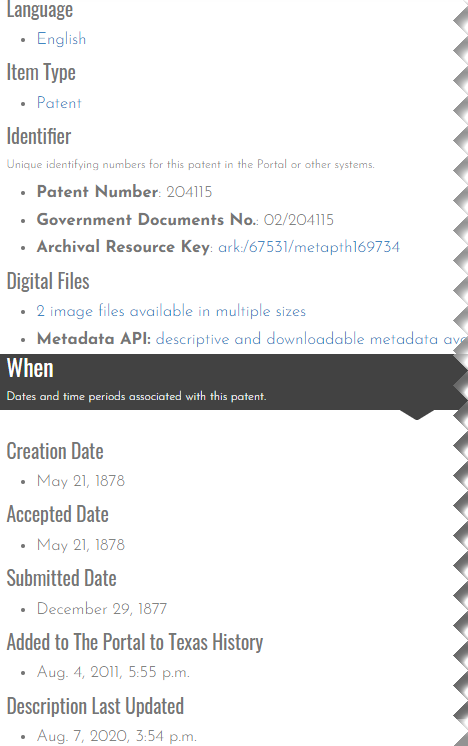 Language
English
Item Type
Patent
Identifier
Unique identifying numbers for this patent in the Portal or other systems.
Patent Number: 204115
Government Documents No.: 02/204115
Archival Resource Key: ark:/67531/metapth169734
Digital Files
2 image files available in multiple sizes
Metadata API: descriptive and downloadable metadata
When
Dates and time periods associated with this patent.
Creation Date
May 21, 1878
Accepted Date
May 21, 1878
Submitted Date
December 29, 1877
Added to The Portal to Texas History
Aug. 4, 2011, 5:55 p.m.
Description Last Updated
Aug. 7, 2020, 3:54 p.m.